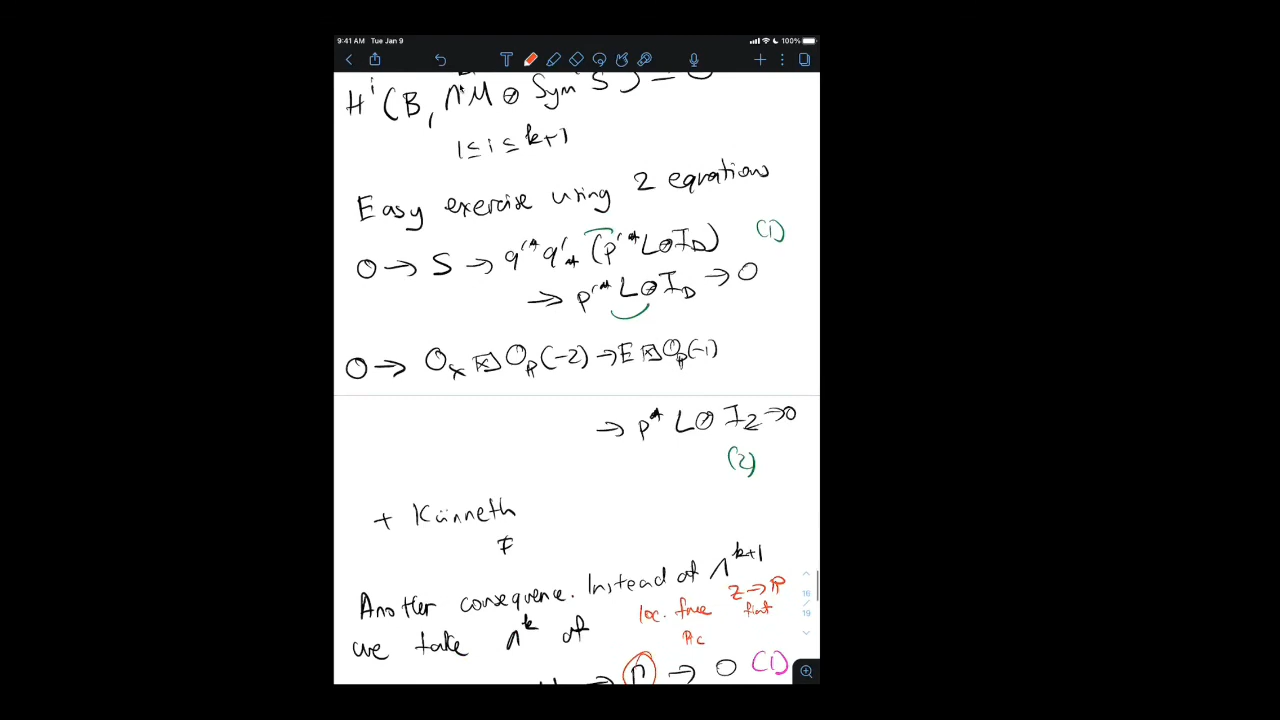 9:41 AM Tue Jan 9
100%
H^i (B, Λ^k M ⊗ Sym S) = 0
1 ≤ i ≤ k+1
Easy exercise using 2 equations
0 → S → q'^* q'_* (p'^* L⊗I_D) (1)
→ p'^* L⊗I_D → 0
0 → O_X ⊠ O_P(-2) → E ⊠ O_P(-1)
→ p^* L⊗ I_Z → 0
(2)
+ Künneth
Another consequence. Instead of Λ^{k+1}
Z → P
loc. free flat
we take Λ^k of
→ → 0 (1)
16
/
19